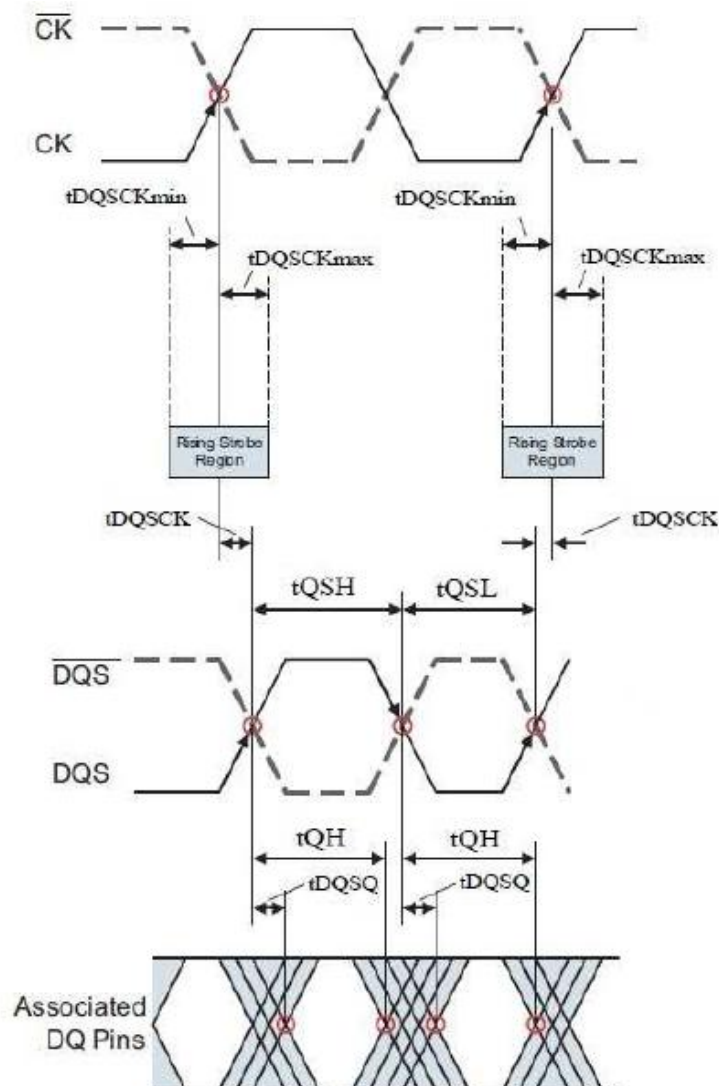 CK
CK
tDQSCKmin
tDQSCKmin
tDQSCKmax
tDQSCKmax
Rising Strobe
Region
Rising Strobe
Region
tDQSCK
tDQSCK
tQSH
tQSL
DQS
DQS
tQH
tQH
tDQSQ
tDQSQ
Associated
DQ Pins